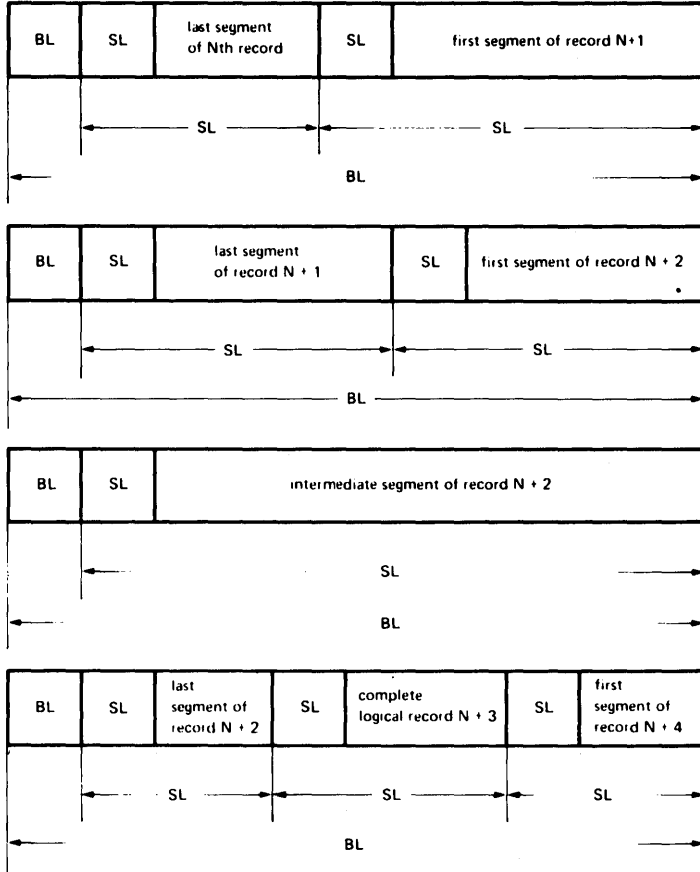 BL SL last segment of Nth record SL first segment of record N+1
SL SL
BL
BL SL last segment of record N + 1 SL first segment of record N + 2
SL SL
BL
BL SL intermediate segment of record N + 2
SL
BL
BL SL last segment of record N + 2 SL complete logical record N + 3 SL first segment of record N + 4
SL SL SL
BL